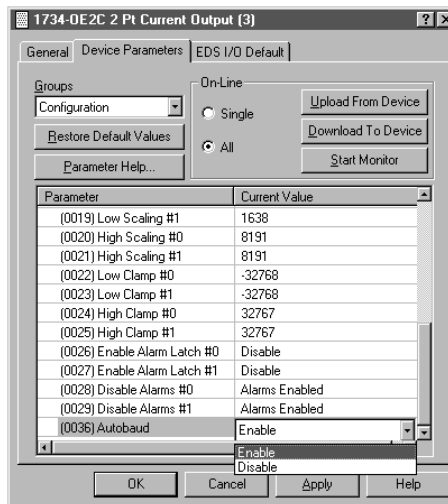 1734-OE2C 2 Pt Current Output (3)
General Device Parameters EDS I/O Default
Groups
Configuration
Restore Default Values
Parameter Help...
On-Line
Single
All
Upload From Device
Download To Device
Start Monitor
Parameter Current Value
(0019) Low Scaling #1 1638
(0020) High Scaling #0 8191
(0021) High Scaling #1 8191
(0022) Low Clamp #0 -32768
(0023) Low Clamp #1 -32768
(0024) High Clamp #0 32767
(0025) High Clamp #1 32767
(0026) Enable Alarm Latch #0 Disable
(0027) Enable Alarm Latch #1 Disable
(0028) Disable Alarms #0 Alarms Enabled
(0029) Disable Alarms #1 Alarms Enabled
(0036) Autobaud Enable
Enable
Disable
OK Cancel Apply Help